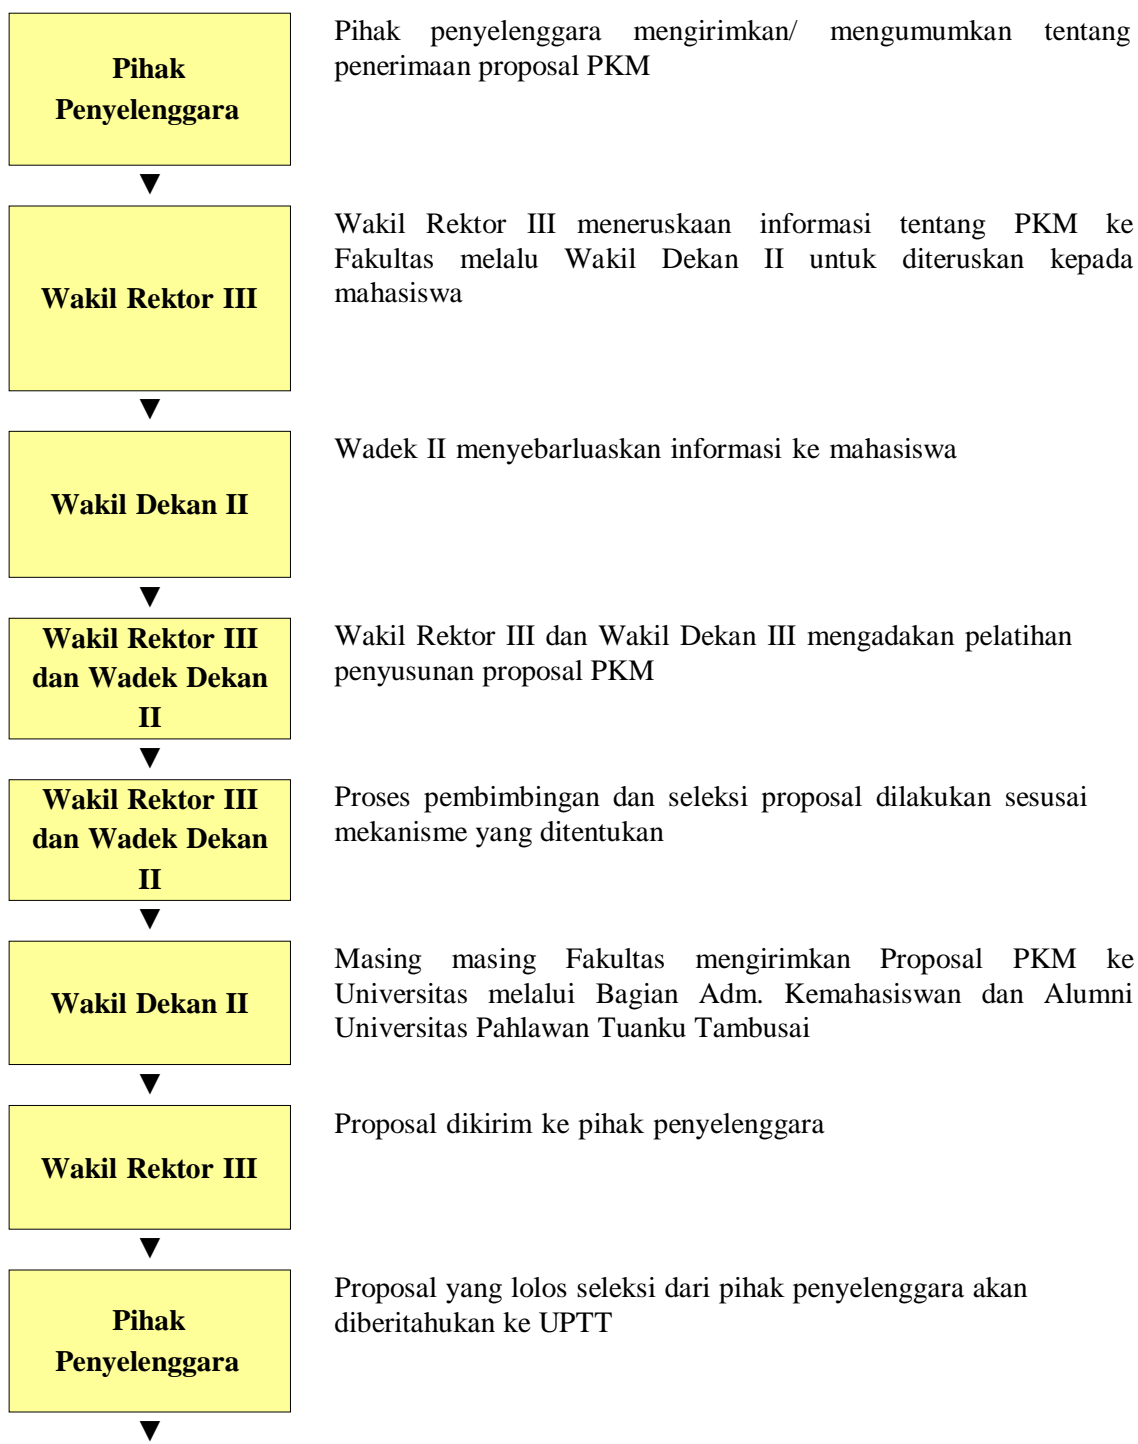 Pihak
Penyelenggara
Pihak penyelenggara mengirimkan/ mengumumkan tentang
penerimaan proposal PKM
▼
Wakil Rektor III
Wakil Rektor III meneruskaan informasi tentang PKM ke
Fakultas melalu Wakil Dekan II untuk diteruskan kepada
mahasiswa
▼
Wakil Dekan II
Wadek II menyebarluaskan informasi ke mahasiswa
▼
Wakil Rektor III
dan Wadek Dekan
II
Wakil Rektor III dan Wakil Dekan III mengadakan pelatihan
penyusunan proposal PKM
▼
Wakil Rektor III
dan Wadek Dekan
II
Proses pembimbingan dan seleksi proposal dilakukan sesusai
mekanisme yang ditentukan
▼
Wakil Dekan II
Masing masing Fakultas mengirimkan Proposal PKM ke
Universitas melalui Bagian Adm. Kemahasiswan dan Alumni
Universitas Pahlawan Tuanku Tambusai
▼
Wakil Rektor III
Proposal dikirim ke pihak penyelenggara
▼
Pihak
Penyelenggara
Proposal yang lolos seleksi dari pihak penyelenggara akan
diberitahukan ke UPTT
▼